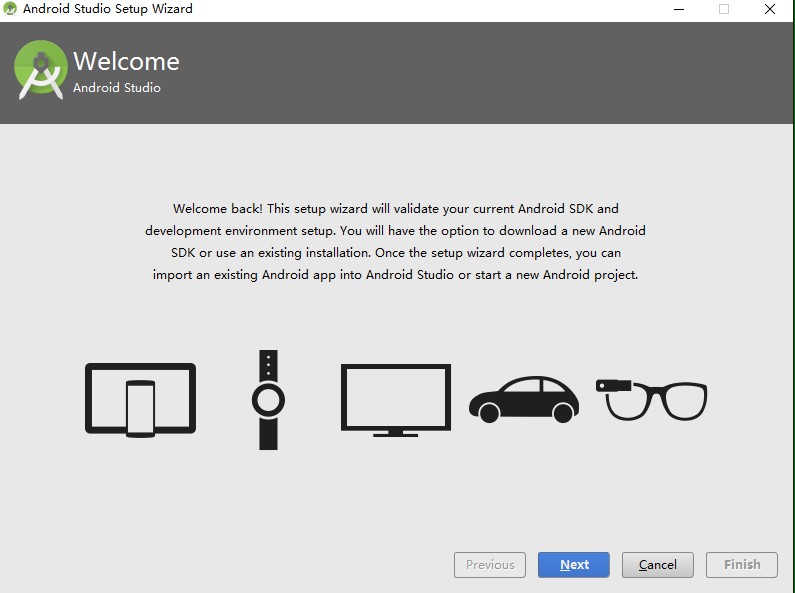 Android Studio Setup Wizard
Welcome
Android Studio
Welcome back! This setup wizard will validate your current Android SDK and
development environment setup. You will have the option to download a new Android
SDK or use an existing installation. Once the setup wizard completes, you can
import an existing Android app into Android Studio or start a new Android project.
Previous
Next
Cancel
Finish